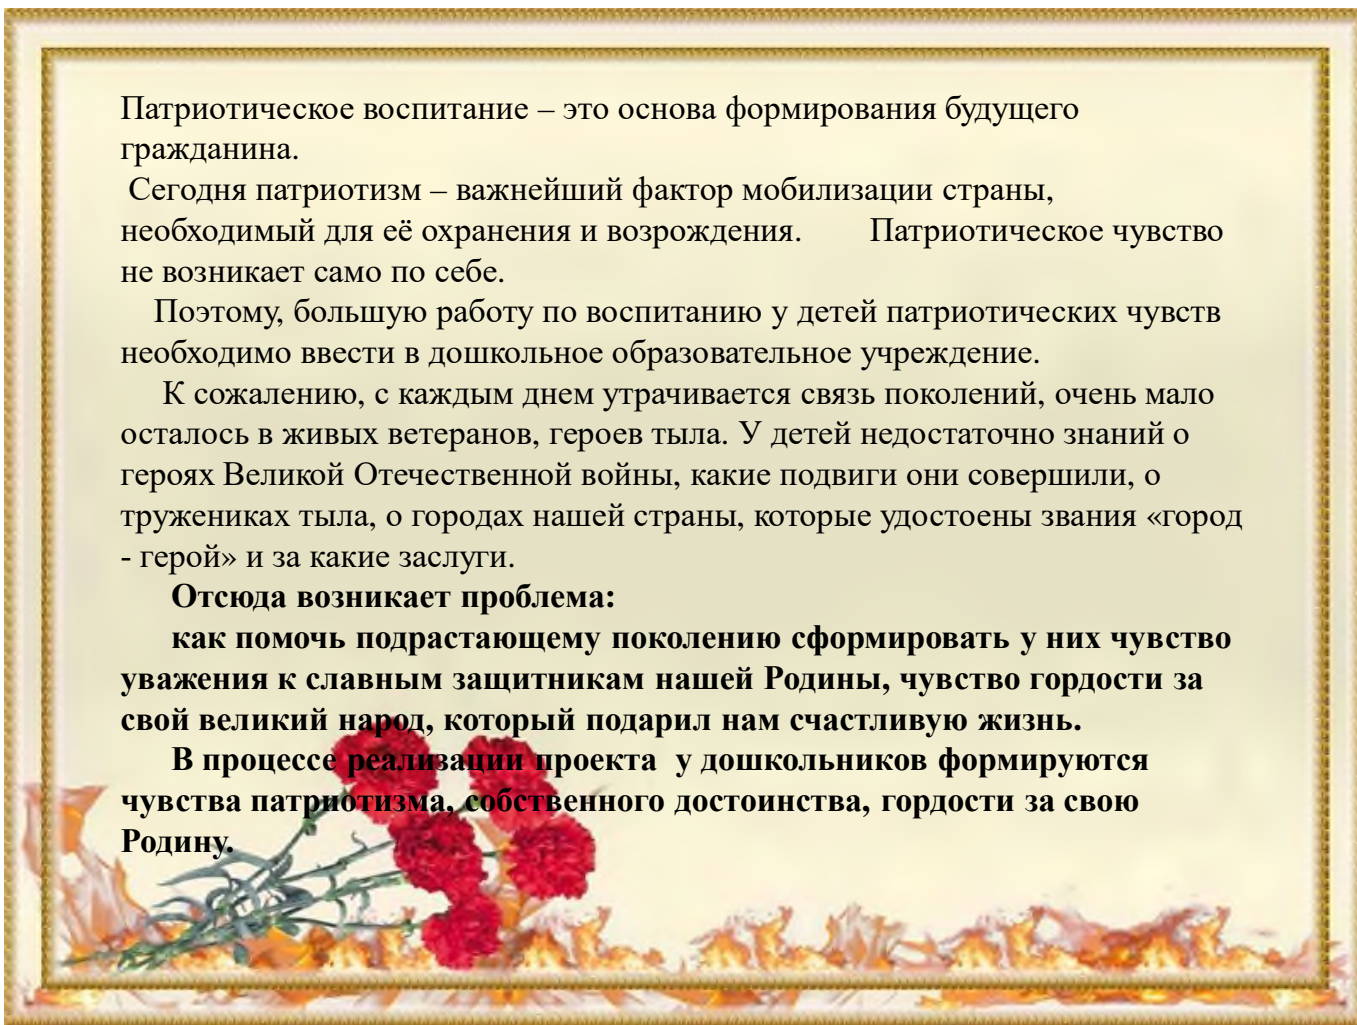 Патриотическое воспитание – это основа формирования будущего
гражданина.
Сегодня патриотизм – важнейший фактор мобилизации страны,
необходимый для её охранения и возрождения. Патриотическое чувство
не возникает само по себе.
Поэтому, большую работу по воспитанию у детей патриотических чувств
необходимо ввести в дошкольное образовательное учреждение.
К сожалению, с каждым днем утрачивается связь поколений, очень мало
осталось в живых ветеранов, героев тыла. У детей недостаточно знаний о
героях Великой Отечественной войны, какие подвиги они совершили, о
тружениках тыла, о городах нашей страны, которые удостоены звания «город
- герой» и за какие заслуги.
Отсюда возникает проблема:
как помочь подрастающему поколению сформировать у них чувство
уважения к славным защитникам нашей Родины, чувство гордости за
свой великий народ, который подарил нам счастливую жизнь.
В процессе реализации проекта у дошкольников формируются
чувства патриотизма, собственного достоинства, гордости за свою
Родину.